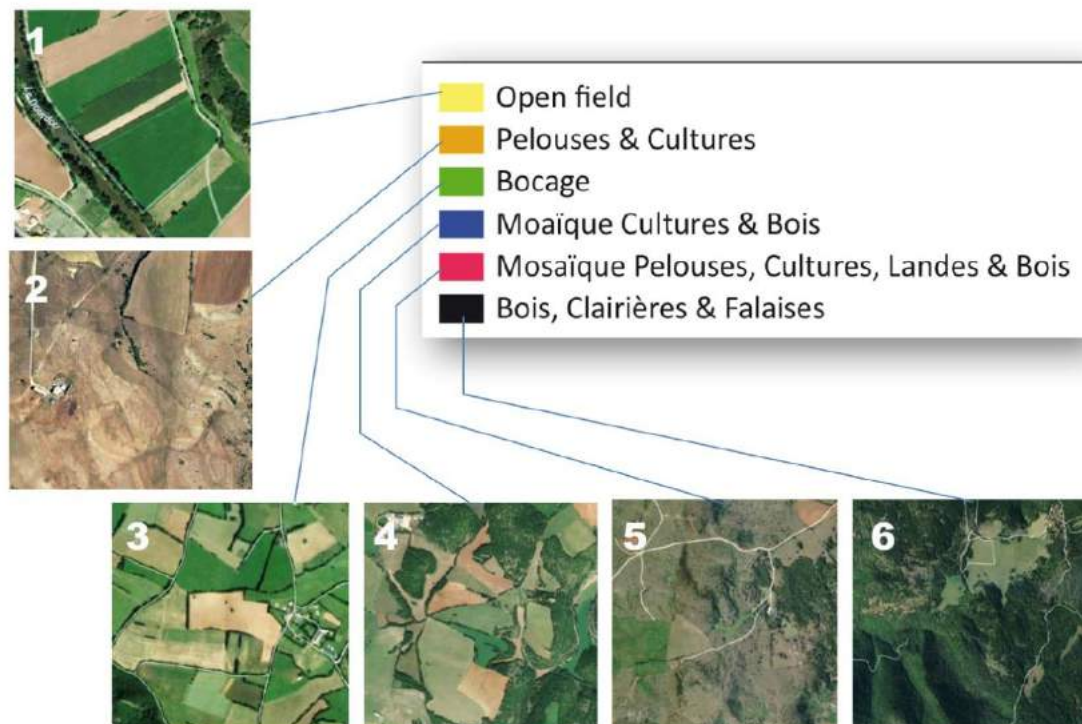 1
Open field
Pelouses & Cultures
Bocage
Moaïque Cultures & Bois
Mosaïque Pelouses, Cultures, Landes & Bois
Bois, Clairières & Falaises
2
3
4
5
6